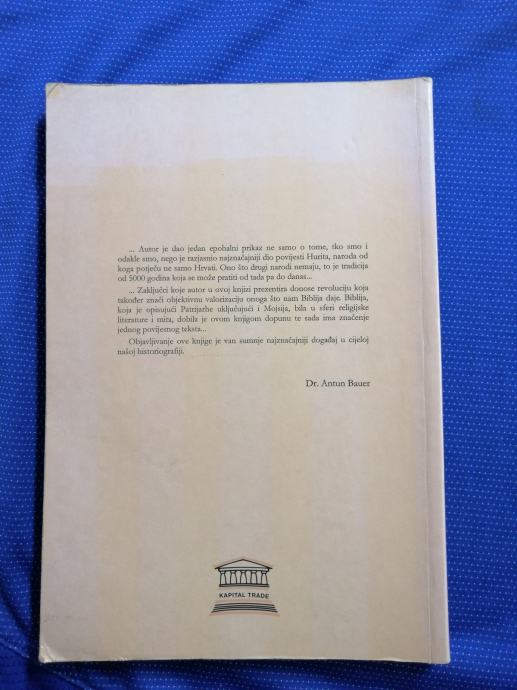 ... Autor je dao jedan epohalni prikaz ne samo o tome, tko smo i
odakle smo, nego je razjasnio najznačajniji dio povijesti Hurita, naroda od
koga potječu ne samo Hrvati. Ono što drugi narodi nemaju, to je tradicija
od 5000 godina koja se može pratiti od tada pa do danas...
... Zaključci koje autor u ovoj knjizi prezentira donose revoluciju koja
također znači objektivnu valorizaciju onoga što nam Biblija daje. Biblija,
koja je opisujući Patrijarhe uključujući i Mojsija, bila u sferi religijske
literature i mita, dobila je ovom knjigom dopunu te sada ima značenje
jednog povijesnog teksta...
Objavljivanje ove knjige je van sumnje najznačajniji događaj u cijeloj
našoj historiografiji.
Dr. Antun Bauer
KAPITAL TRADE